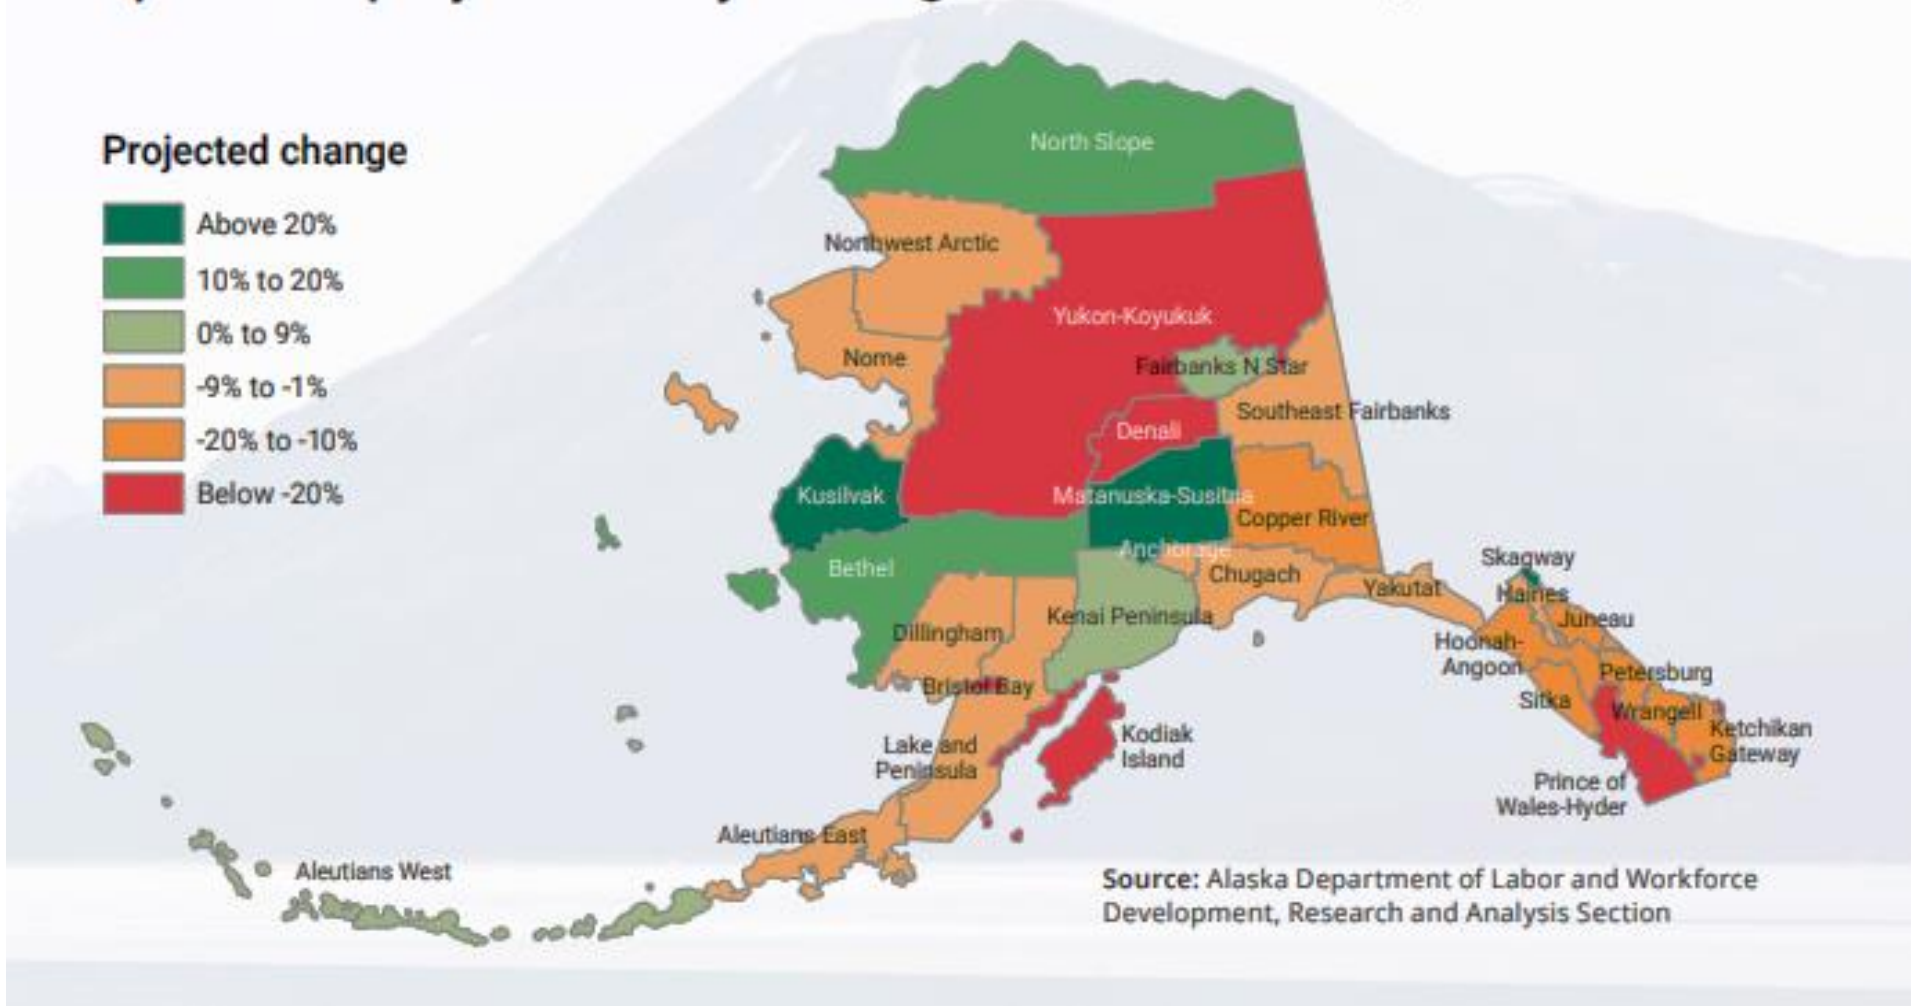 Projected change
Above 20%
10% to 20%
0% to 9%
-9% to -1%
-20% to -10%
Below -20%
North Slope
Northwest Arctic
Yukon-Koyukuk
Nome
Fairbanks N Star
Southeast Fairbanks
Denali
Kusilvak
Matanuska-Susitna
Copper River
Anchorage
Bethel
Chugach
Skagway
Yakutat
Haines
Kenai Peninsula
Juneau
Dillingham
Hoonah-
Angoon
Petersburg
Bristol Bay
Sitka
Wrangell
Ketchikan
Gateway
Kodiak
Island
Lake and
Peninsula
Prince of
Wales-Hyder
Aleutians East
Aleutians West
Source: Alaska Department of Labor and Workforce
Development, Research and Analysis Section